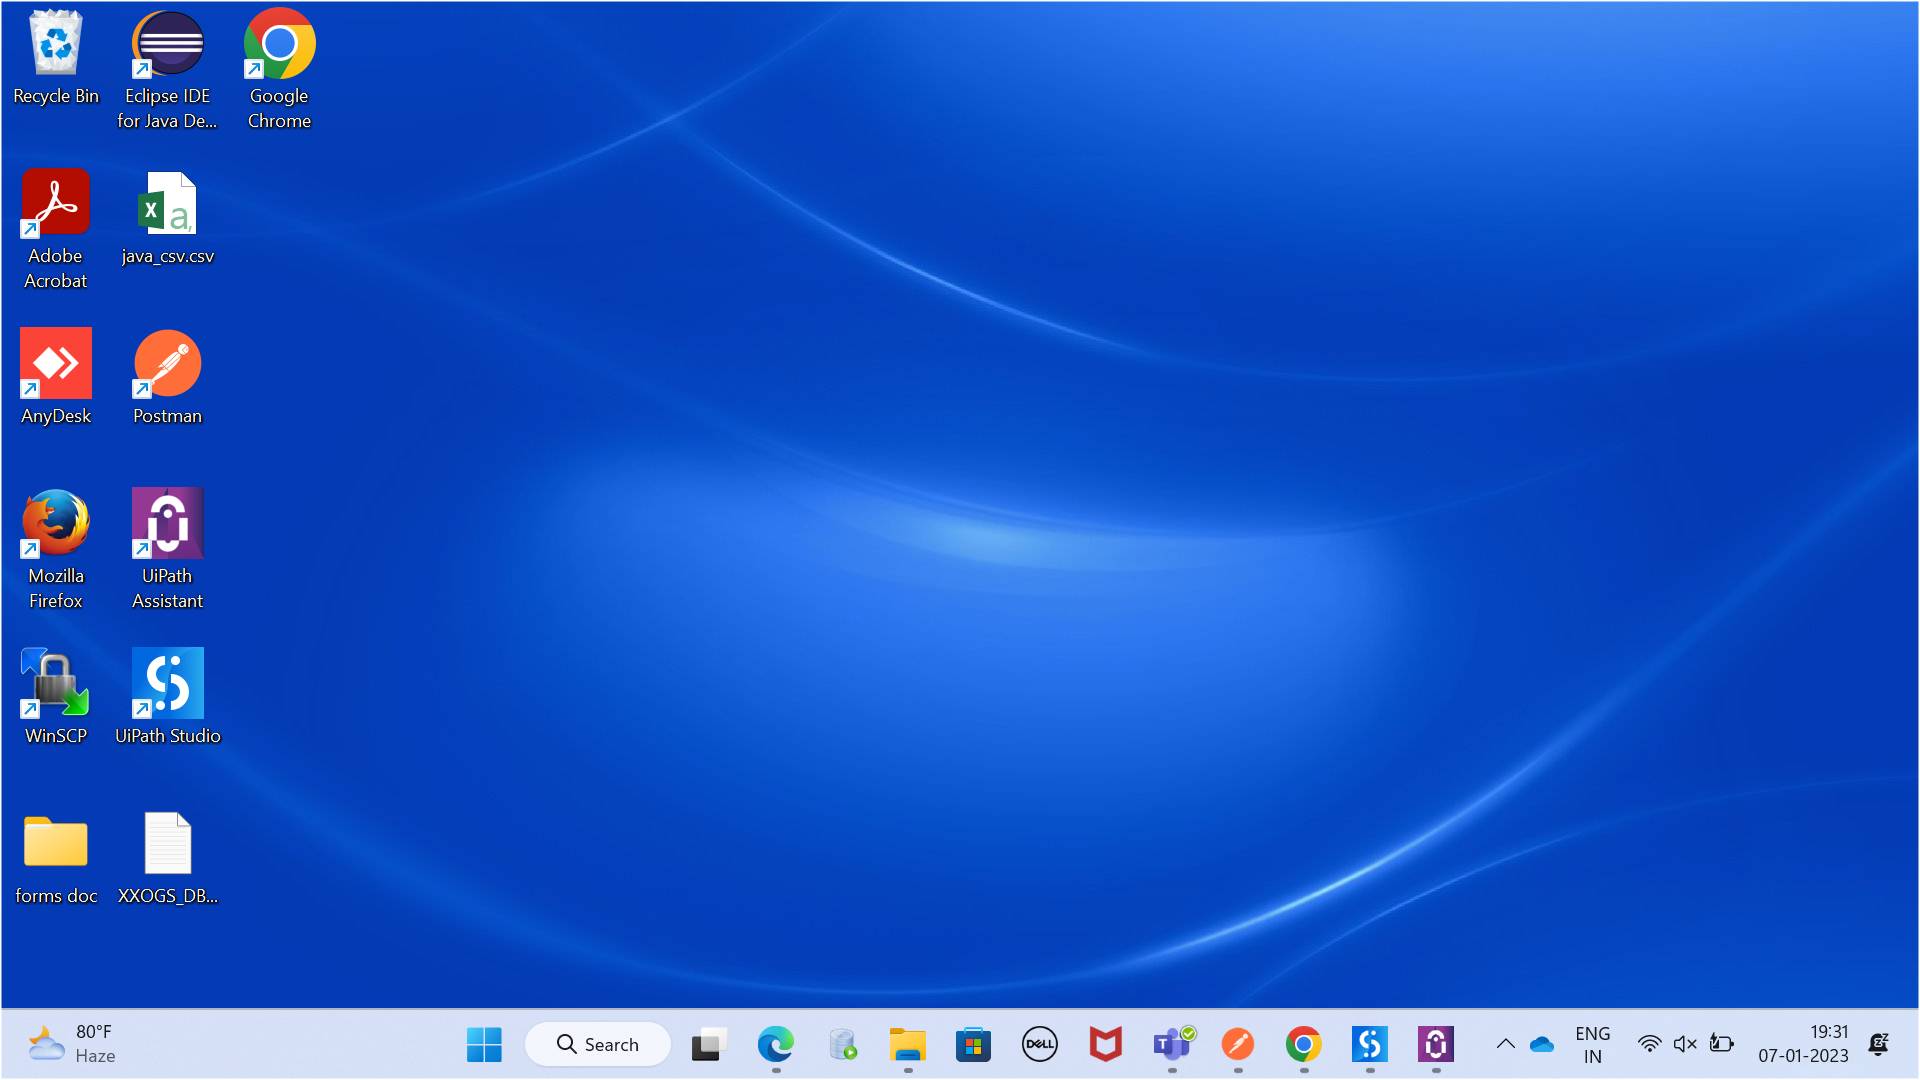 Recycle Bin
Eclipse IDE
for Java De...
Google
Chrome
Adobe
Acrobat
java_csv.csv
AnyDesk
Postman
Mozilla
Firefox
UiPath
Assistant
WinSCP
UiPath Studio
forms doc
XXOGS_DB...
80°F
Haze
Search
DELL
T
ENG
IN
19:31
07-01-2023